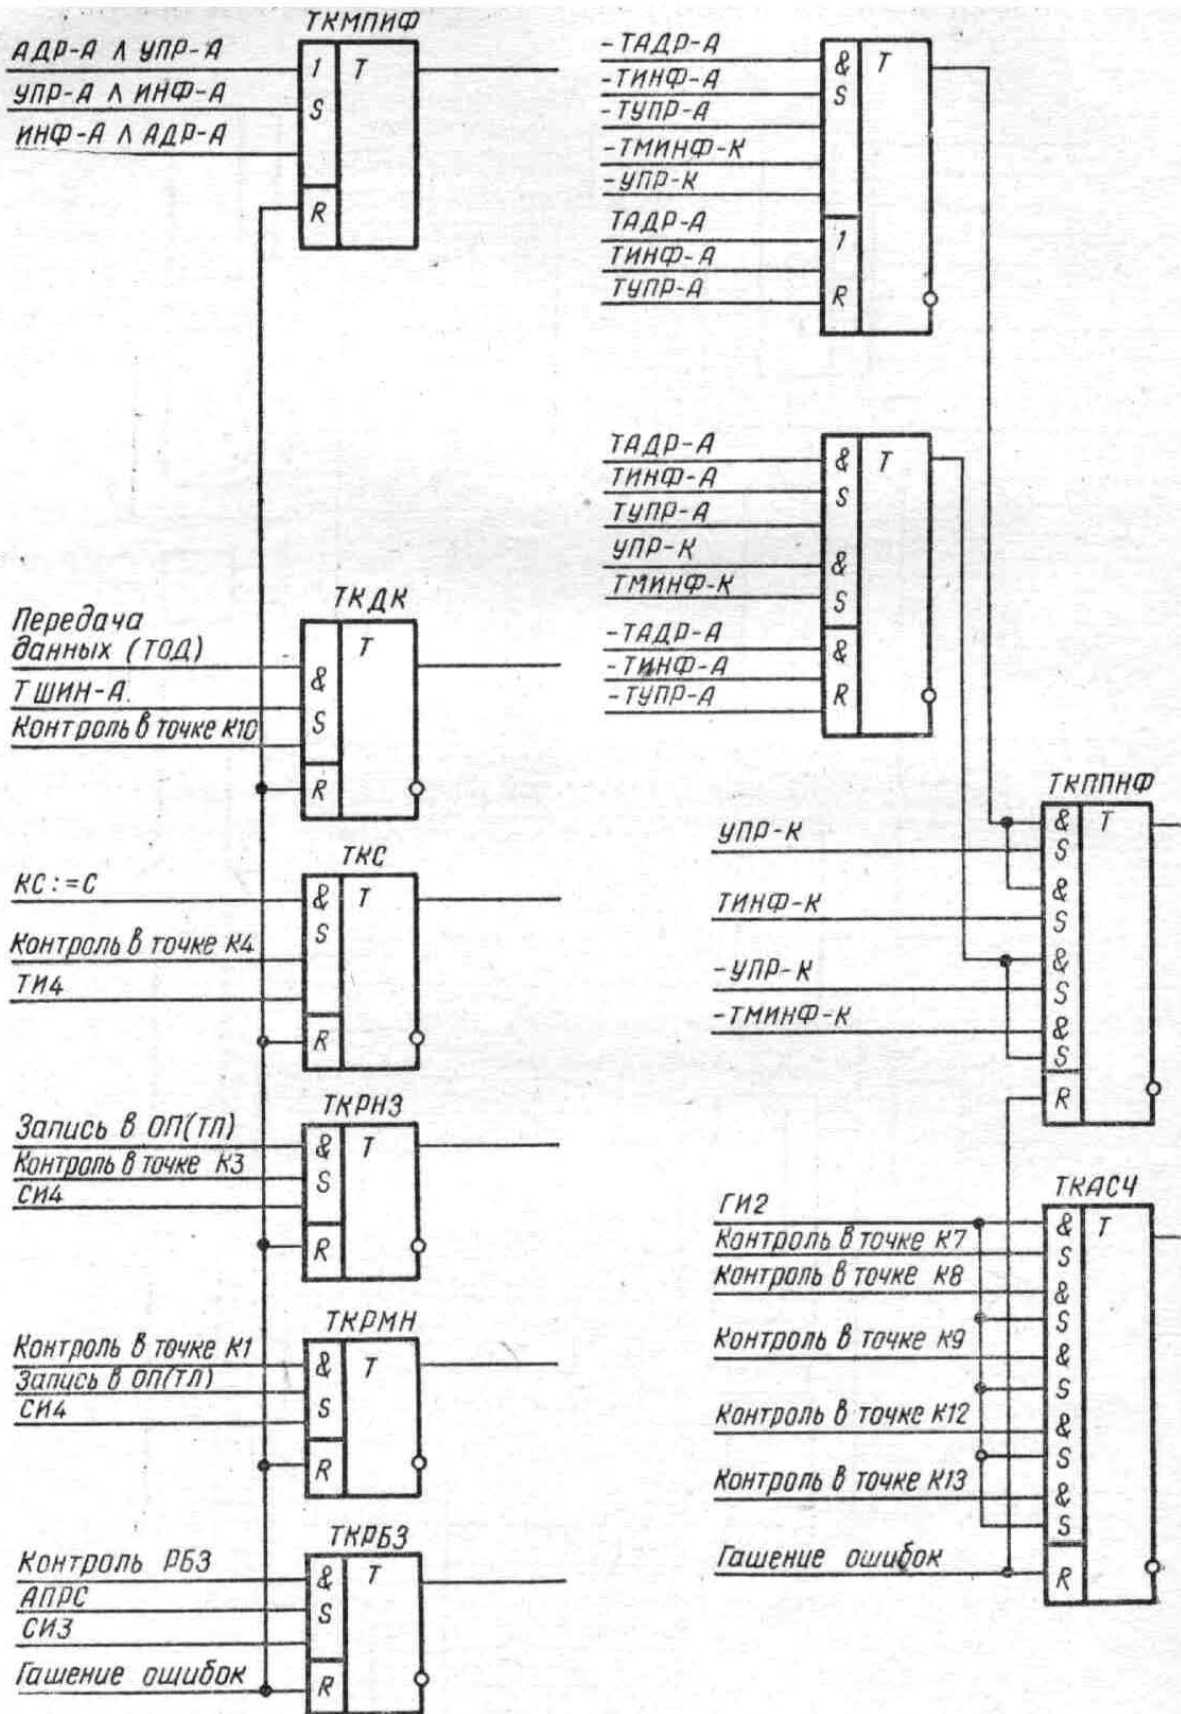 ТКМПИФ
АДР-А Λ УПР-А
УПР-А Λ ИНФ-А
ИНФ-А Λ АДР-А
1 Т
S
R
Передача
данных (ТОД)
ТШИН-А.
Контроль в точке К10
ТКДК
Т
&
S
R
КС:=С
Контроль в точке К4
ТИ4
ТКС
& Т
S
R
Запись в ОП(ТЛ)
Контроль в точке К3
СИ4
ТКРНЗ
& Т
S
R
Контроль в точке К1
Запись в ОП(ТЛ)
СИ4
ТКРМН
& Т
S
R
Контроль РБЗ
АПРС
СИ3
Гашение ошибок
ТКРБЗ
& Т
S
R
-ТАДР-А
-ТИНФ-А
-ТУПР-А
-ТМИНФ-К
-УПР-К
ТАДР-А
ТИНФ-А
ТУПР-А
& Т
S
1
R
ТАДР-А
ТИНФ-А
ТУПР-А
УПР-К
ТМИНФ-К
-ТАДР-А
-ТИНФ-А
-ТУПР-А
& Т
S
&
S
&
R
ТКППНФ
УПР-К
ТИНФ-К
-УПР-К
-ТМИНФ-К
& Т
S
&
S
&
S
&
S
R
ТКАСЧ
ГИ2
Контроль в точке К7
Контроль в точке К8
Контроль в точке К9
Контроль в точке К12
Контроль в точке К13
Гашение ошибок
& Т
S
&
S
&
S
&
S
&
S
R